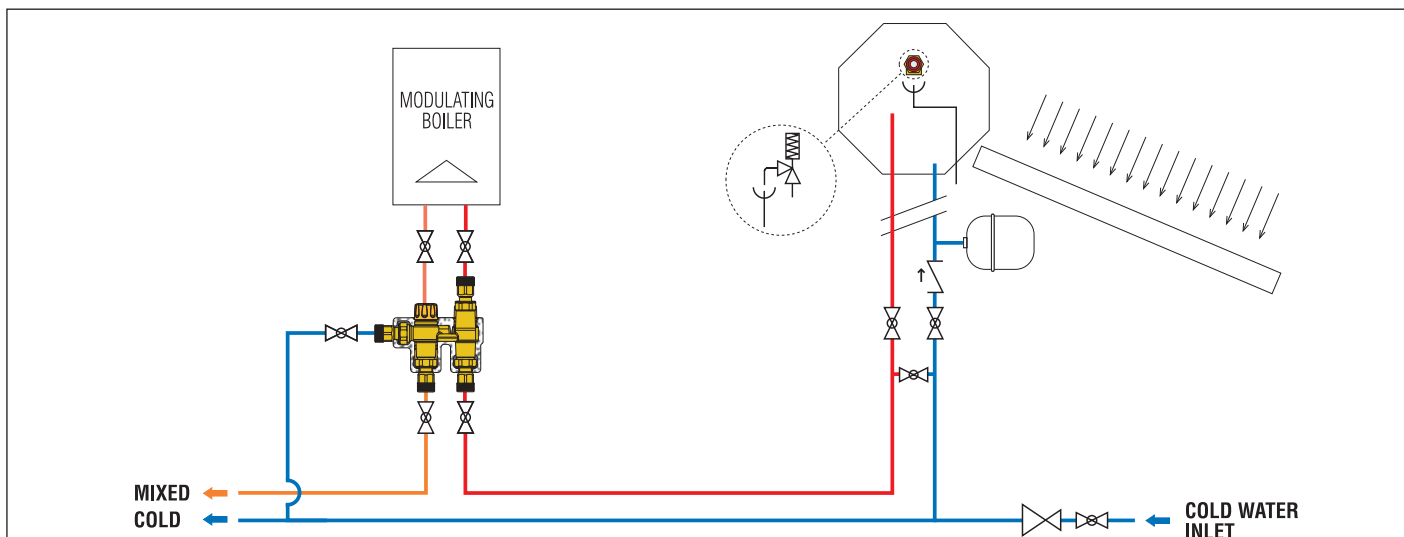 MODULATING
BOILER
MIXED
COLD
COLD WATER
INLET